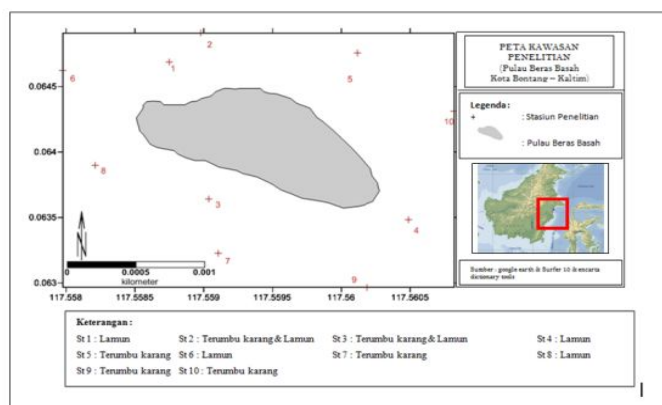 PETA KAWASAN
PENELITIAN
(Pulau Beras Basah
Kota Bontang – Kaltim)
Legenda :
+ : Stasiun Penelitian
: Pulau Beras Basah
Sumber : google earth & Surfer 10 & encarta
dictionary tools
0.0645
0.064
0.0635
0.063
117.558
117.5585
117.559
117.5595
117.56
117.5605
1
2
3
4
5
6
7
8
9
10
N
0
0.0005
0.001
kilometer
Keterangan :
St 1 : Lamun St 2 : Terumbu karang & Lamun St 3 : Terumbu karang & Lamun St 4 : Lamun
St 5 : Terumbu karang St 6 : Lamun St 7 : Terumbu karang St 8 : Lamun
St 9 : Terumbu karang St 10 : Terumbu karang